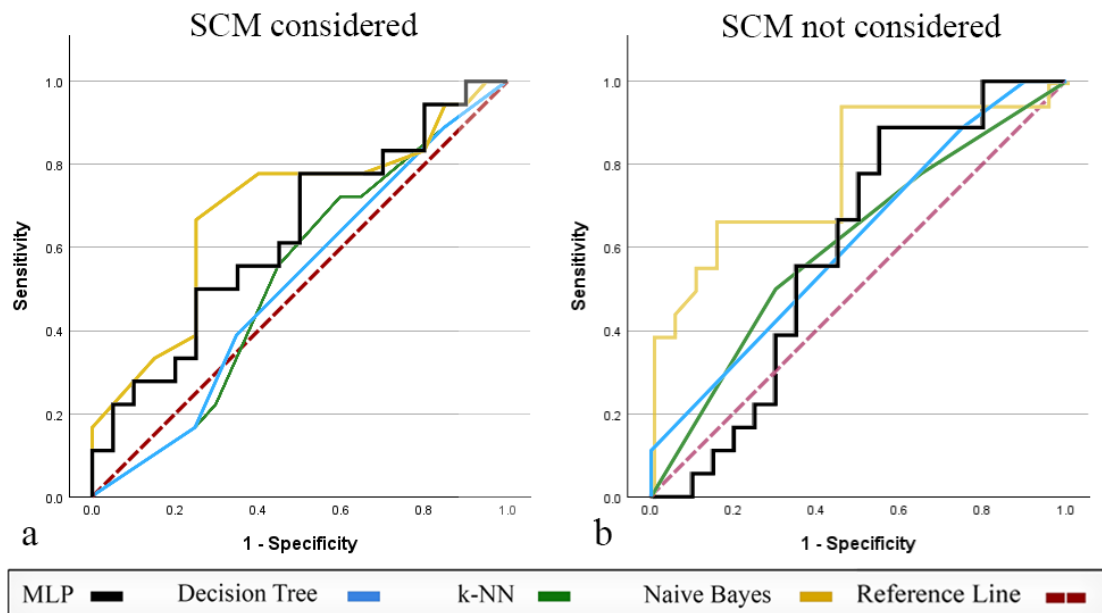 SCM considered
SCM not considered
1.0
0.8
0.6
0.4
0.2
0.0
Sensitivity
0.0 0.2 0.4 0.6 0.8 1.0
1 - Specificity
a
1.0
0.8
0.6
0.4
0.2
0.0
Sensitivity
0.0 0.2 0.4 0.6 0.8 1.0
1 - Specificity
b
MLP Decision Tree k-NN Naive Bayes Reference Line